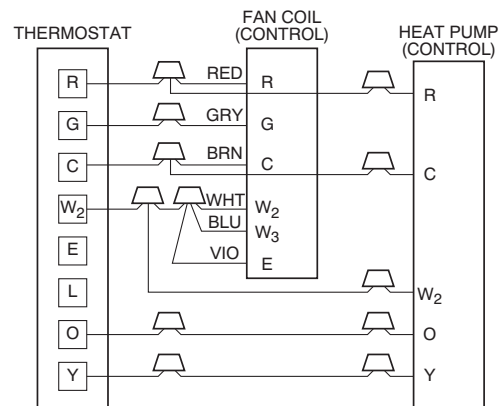 THERMOSTAT
FAN COIL
(CONTROL)
HEAT PUMP
(CONTROL)
R
RED
R
R
G
GRY
G
C
BRN
C
C
W2
WHT
W2
BLU
W3
E
VIO
E
L
W2
O
O
Y
Y